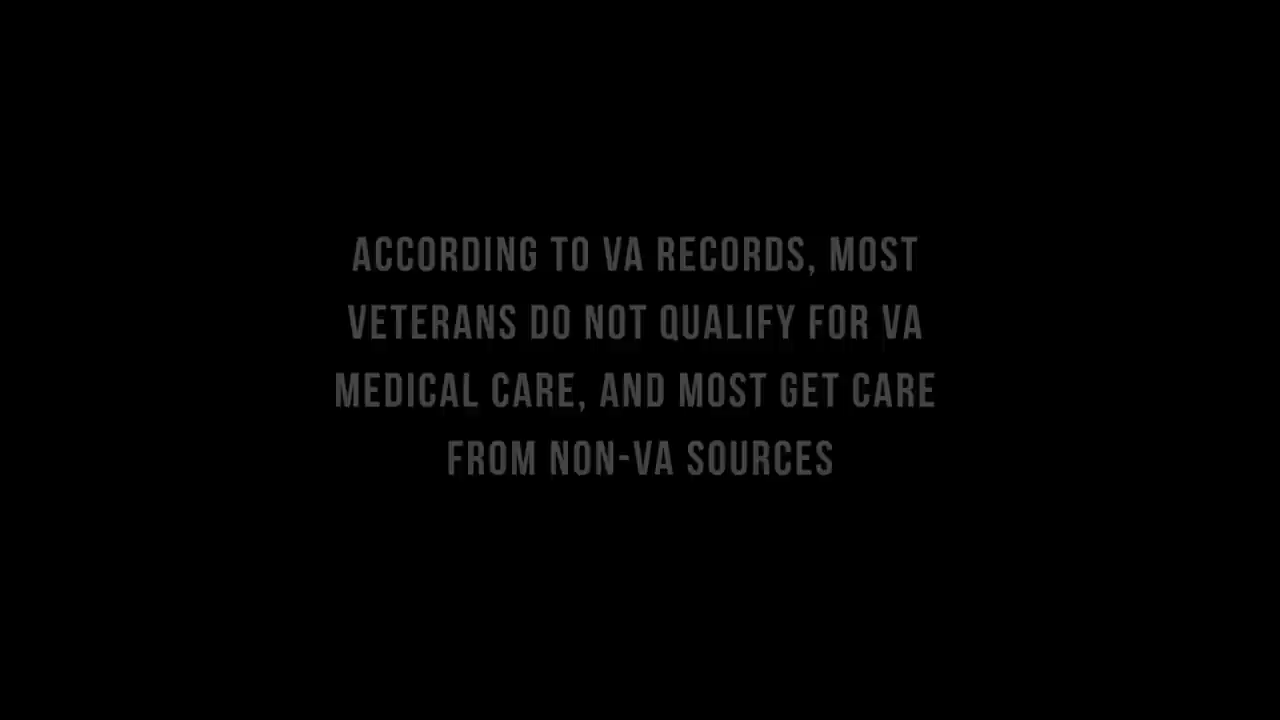 ACCORDING TO VA RECORDS, MOST
VETERANS DO NOT QUALIFY FOR VA
MEDICAL CARE, AND MOST GET CARE
FROM NON-VA SOURCES